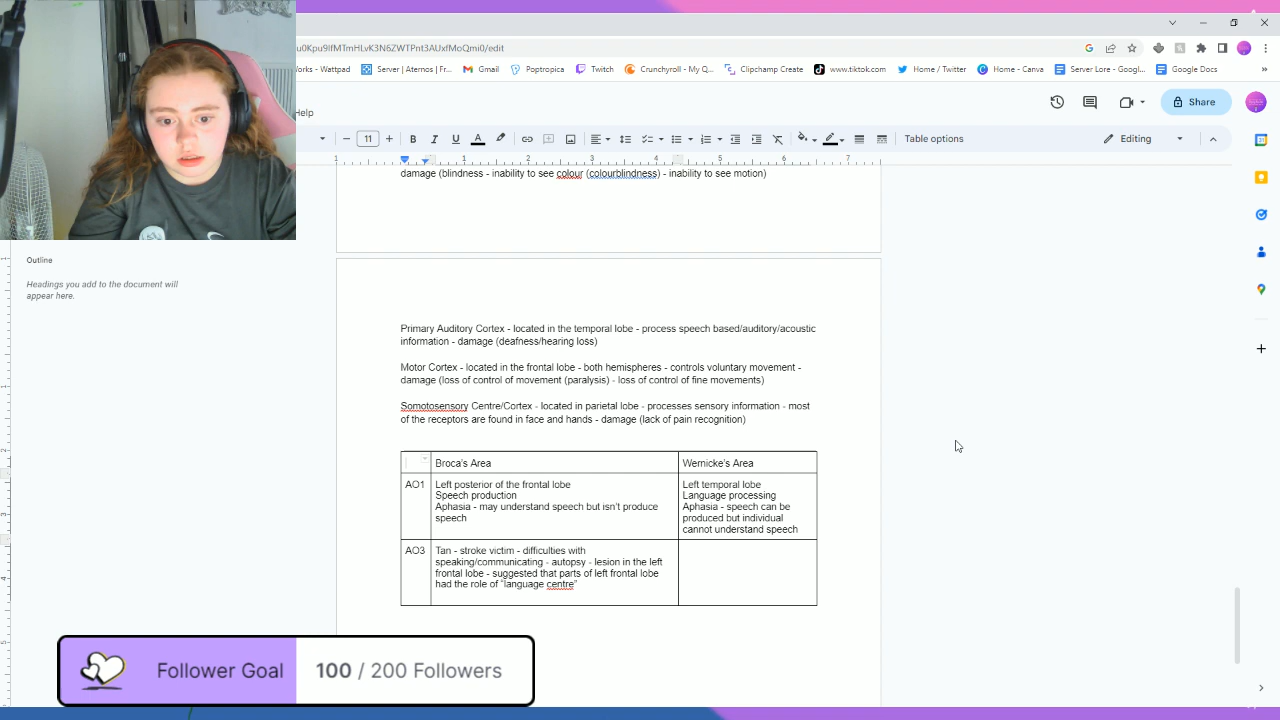 u0Kpu9lfMTmHLvK3N6ZWTPnt3AUxfMoQmi0/edit
orks - Wattpad Server | Aternos | Fr... Gmail Poptropica Twitch Crunchyroll - My Q... Clipchamp Create www.tiktok.com Home / Twitter Home - Canva Server Lore - Googl... Google Docs »
Help
Share
11 B I U A Table options Editing
1 1 2 3 4 5 6 7
damage (blindness - inability to see colour (colourblindness) - inability to see motion)
Outline
Headings you add to the document will
appear here.
Primary Auditory Cortex - located in the temporal lobe - process speech based/auditory/acoustic
information - damage (deafness/hearing loss)
Motor Cortex - located in the frontal lobe - both hemispheres - controls voluntary movement -
damage (loss of control of movement (paralysis) - loss of control of fine movements)
Somotosensory Centre/Cortex - located in parietal lobe - processes sensory information - most
of the receptors are found in face and hands - damage (lack of pain recognition)
Broca's Area
Wernicke's Area
AO1
Left posterior of the frontal lobe
Speech production
Aphasia - may understand speech but isn't produce
speech
Left temporal lobe
Language processing
Aphasia - speech can be
produced but individual
cannot understand speech
AO3
Tan - stroke victim - difficulties with
speaking/communicating - autopsy - lesion in the left
frontal lobe - suggested that parts of left frontal lobe
had the role of "language centre"
Follower Goal 100 / 200 Followers